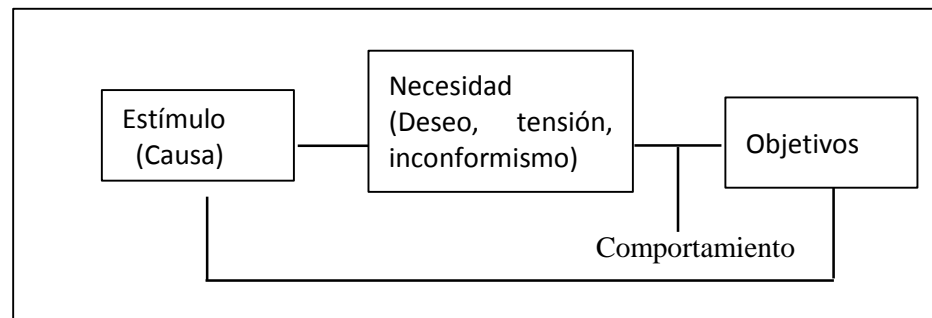 Estímulo
(Causa)
Necesidad
(Deseo, tensión,
inconformismo)
Objetivos
Comportamiento